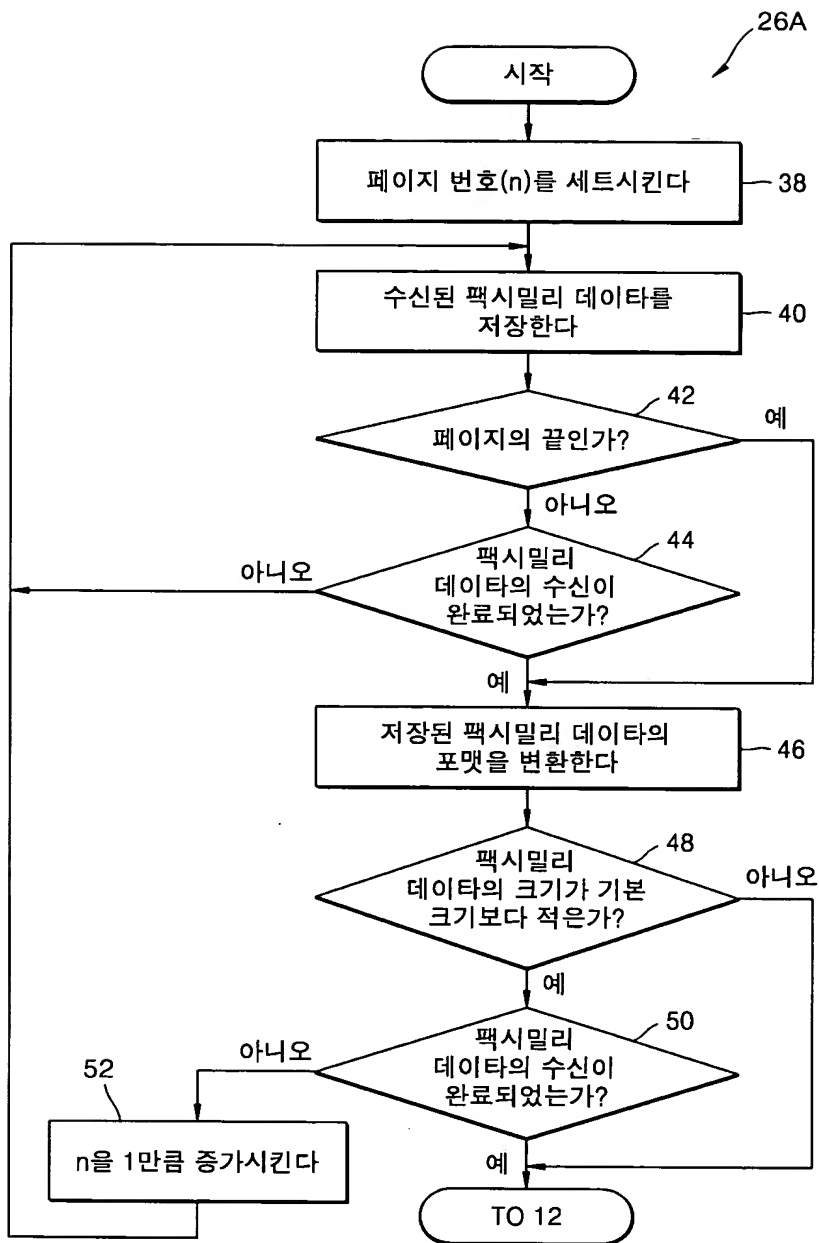 26A
시작
페이지 번호(n)를 세트시킨다
38
수신된 팩시밀리 데이타를
저장한다
40
42
예
페이지의 끝인가?
아니오
44
아니오
팩시밀리
데이타의 수신이
완료되었는가?
예
저장된 팩시밀리 데이타의
포맷을 변환한다
46
48
팩시밀리
데이타의 크기가 기본
크기보다 적은가?
아니오
예
50
아니오
팩시밀리
데이타의 수신이
완료되었는가?
52
n을 1만큼 증가시킨다
예
TO 12